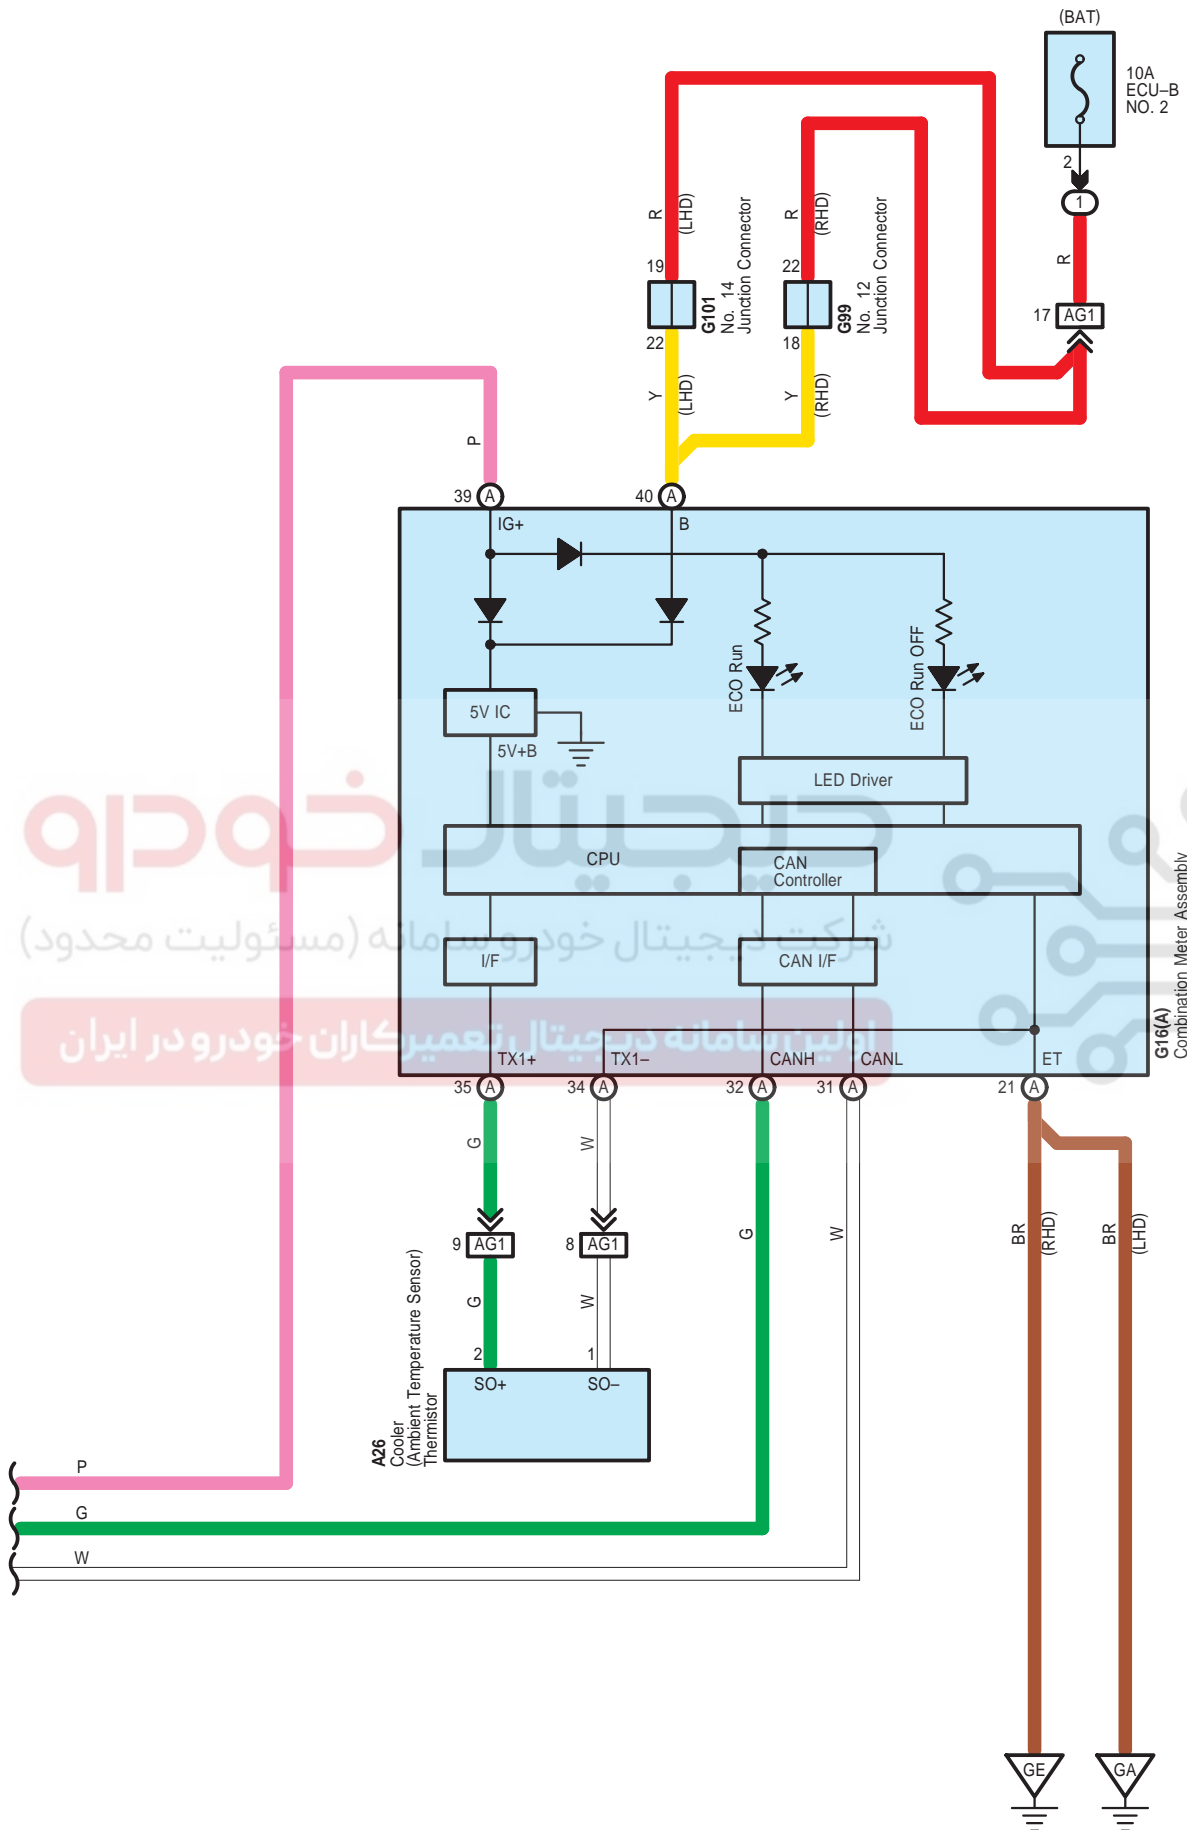 (BAT)
10A
ECU–B
NO. 2
2
1
R
17
AG1
R
(LHD)
R
(RHD)
19
22
G101
No. 14
Junction Connector
G99
No. 12
Junction Connector
22
18
Y
(LHD)
Y
(RHD)
P
39
A
40
A
IG+
B
ECO Run
ECO Run OFF
5V IC
5V+B
LED Driver
CPU
CAN
Controller
I/F
CAN I/F
دیجیتال خودرو
شرکت دیجیتال خودرو سامانه (مسئولیت محدود)
اولین سامانه دیجیتال تعمیرکاران خودرو در ایران
G16(A)
Combination Meter Assembly
TX1+
TX1–
CANH
CANL
ET
35
A
34
A
32
A
31
A
21
A
G
W
9
AG1
8
AG1
G
W
G
W
BR
(RHD)
BR
(LHD)
2
1
SO+
SO–
A26
Cooler
(Ambient Temperature Sensor)
Thermistor
P
G
W
GE
GA